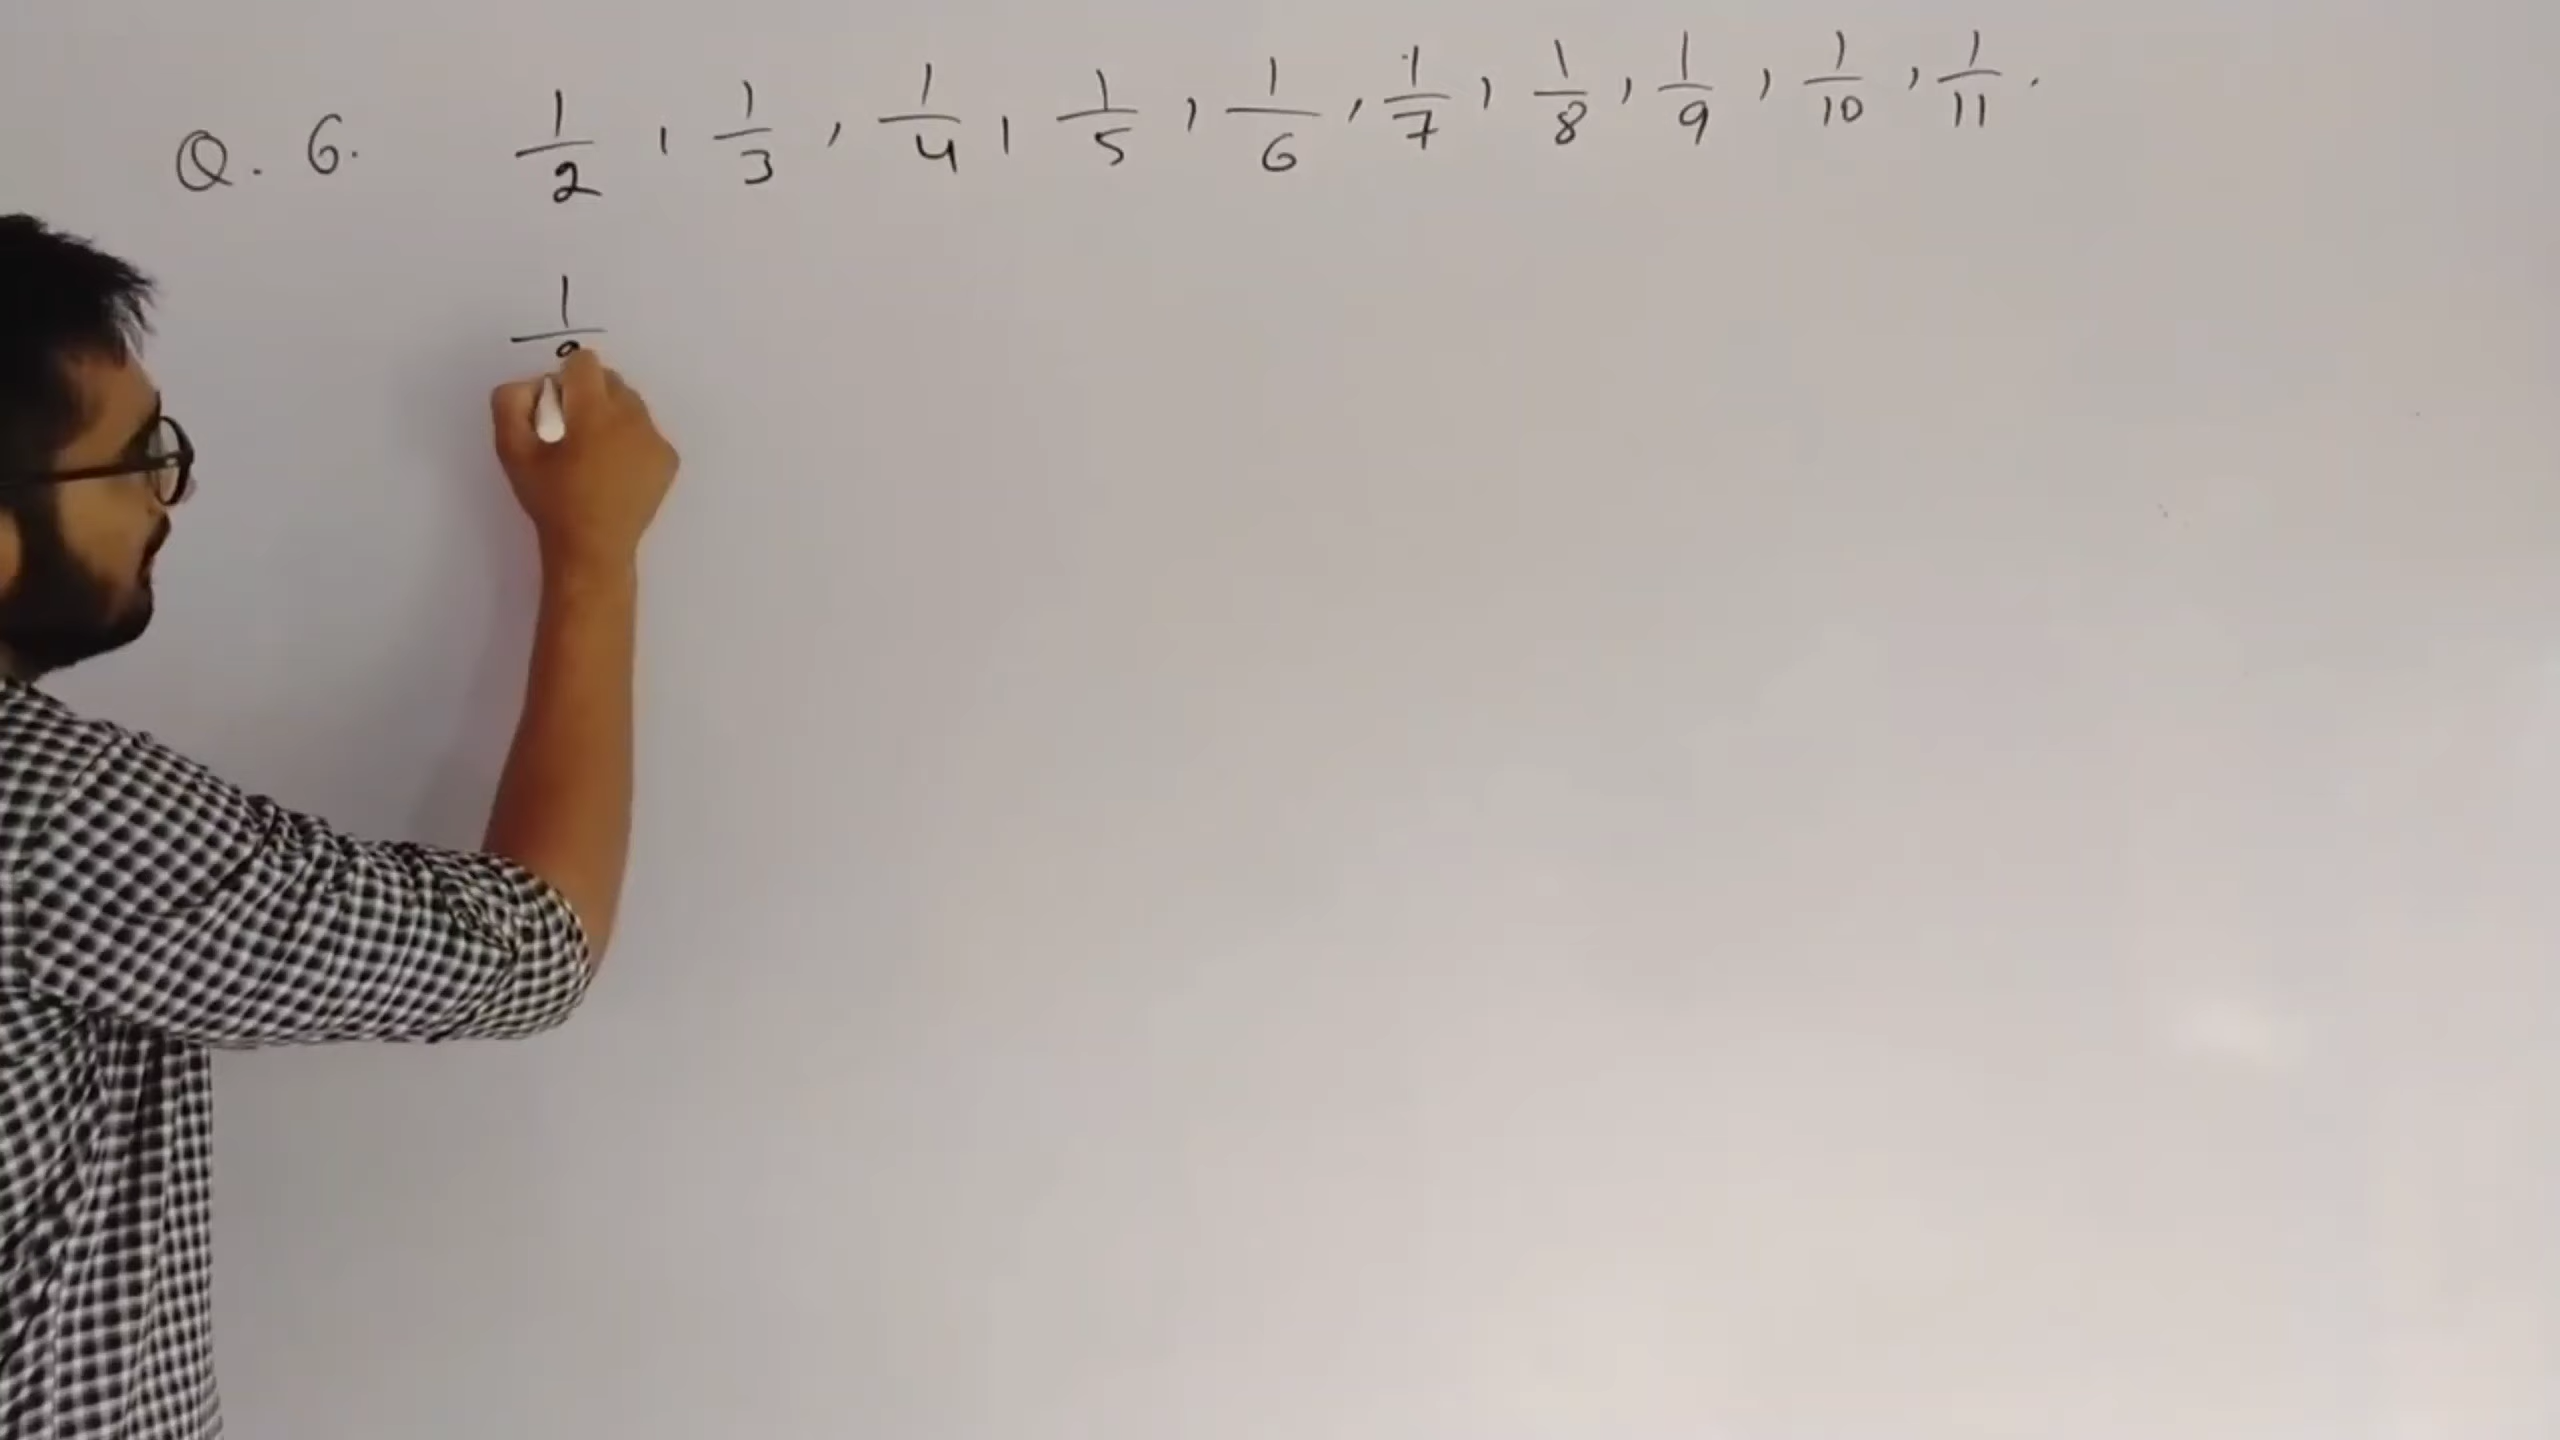 Q. 6. 1/2, 1/3, 1/4, 1/5, 1/6, 1/7, 1/8, 1/9, 1/10, 1/11.
1/